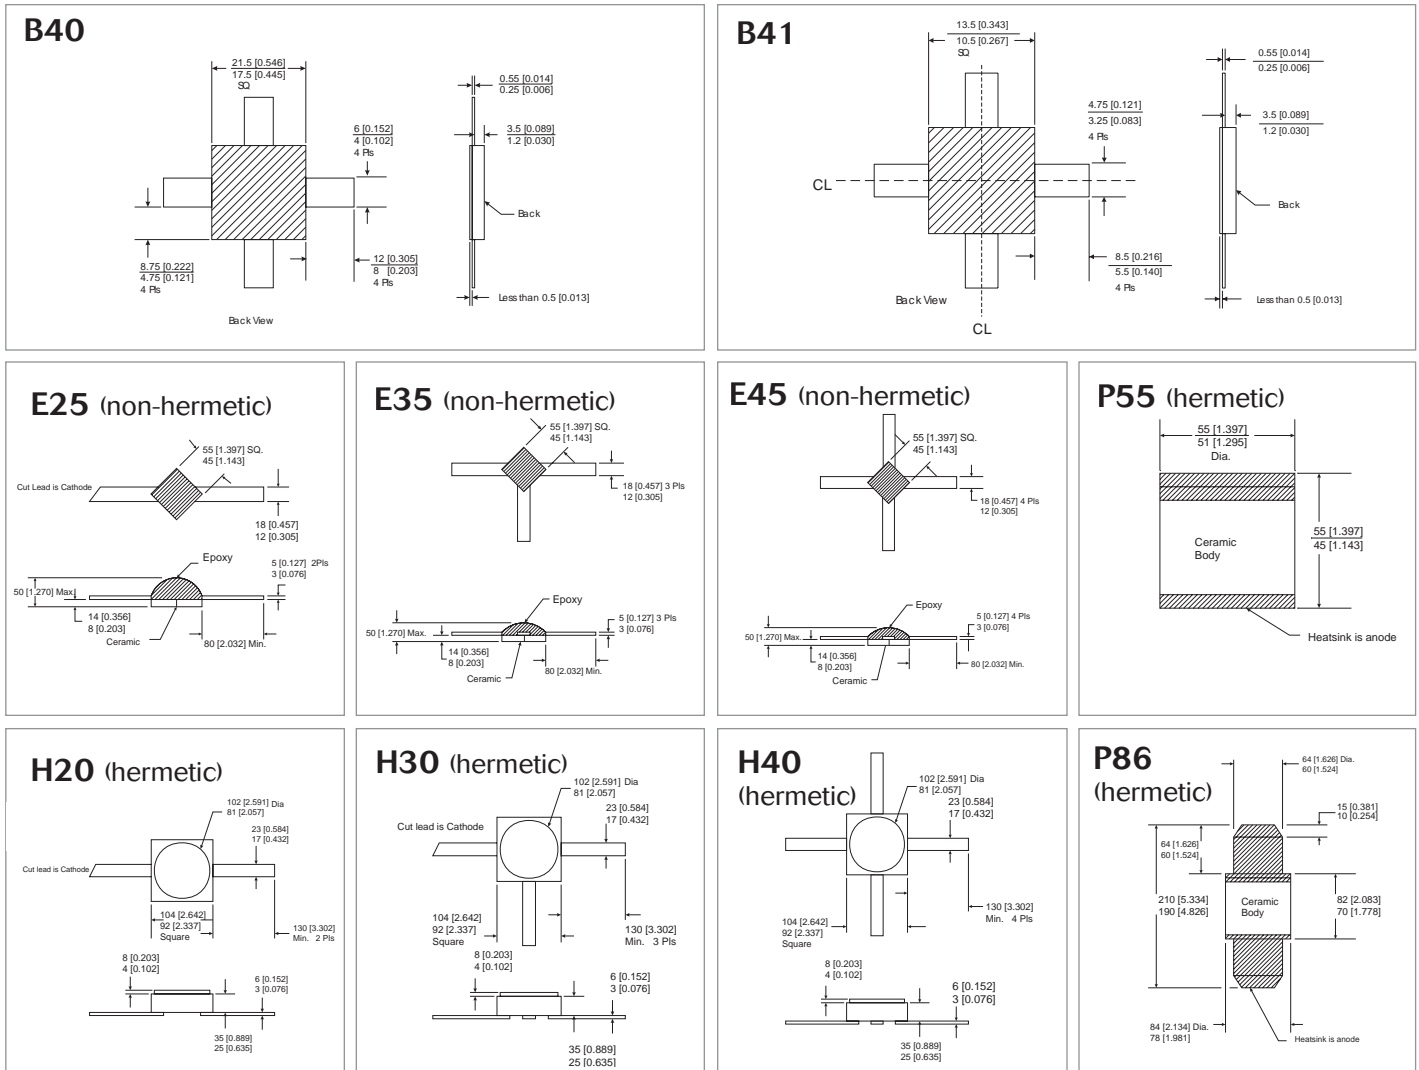 B40
21.5 [0.546]
17.5 [0.445]
SQ
0.55 [0.014]
0.25 [0.006]
6 [0.152]
4 [0.102]
4 Pls
3.5 [0.089]
1.2 [0.030]
Back
8.75 [0.222]
4.75 [0.121]
4 Pls
12 [0.305]
8 [0.203]
4 Pls
Less than 0.5 [0.013]
Back View
B41
13.5 [0.343]
10.5 [0.267]
SQ
0.55 [0.014]
0.25 [0.006]
4.75 [0.121]
3.25 [0.083]
4 Pls
3.5 [0.089]
1.2 [0.030]
CL
Back
8.5 [0.216]
5.5 [0.140]
4 Pls
Back View
Less than 0.5 [0.013]
CL
E25 (non-hermetic)
55 [1.397] SQ.
45 [1.143]
Cut Lead is Cathode
18 [0.457]
12 [0.305]
Epoxy
5 [0.127] 2Pls
3 [0.076]
50 [1.270] Max.
14 [0.356]
8 [0.203]
Ceramic
80 [2.032] Min.
E35 (non-hermetic)
55 [1.397] SQ.
45 [1.143]
18 [0.457] 3 Pls
12 [0.305]
Epoxy
5 [0.127] 3 Pls
3 [0.076]
50 [1.270] Max.
14 [0.356]
8 [0.203]
80 [2.032] Min.
Ceramic
E45 (non-hermetic)
55 [1.397] SQ.
45 [1.143]
18 [0.457] 4 Pls
12 [0.305]
Epoxy
5 [0.127] 4 Pls
3 [0.076]
50 [1.270] Max.
14 [0.356]
8 [0.203]
80 [2.032] Min.
Ceramic
P55 (hermetic)
55 [1.397]
51 [1.295]
Dia.
Ceramic
Body
55 [1.397]
45 [1.143]
Heatsink is anode
H20 (hermetic)
102 [2.591] Dia
81 [2.057]
23 [0.584]
17 [0.432]
Cut lead is Cathode
104 [2.642]
92 [2.337]
Square
130 [3.302]
Min. 2 Pls
8 [0.203]
4 [0.102]
6 [0.152]
3 [0.076]
35 [0.889]
25 [0.635]
H30 (hermetic)
102 [2.591] Dia
81 [2.057]
23 [0.584]
17 [0.432]
Cut lead is Cathode
104 [2.642]
92 [2.337]
Square
130 [3.302]
Min. 3 Pls
8 [0.203]
4 [0.102]
6 [0.152]
3 [0.076]
35 [0.889]
25 [0.635]
H40
(hermetic)
102 [2.591] Dia
81 [2.057]
23 [0.584]
17 [0.432]
130 [3.302]
Min. 4 Pls
104 [2.642]
92 [2.337]
Square
8 [0.203]
4 [0.102]
6 [0.152]
3 [0.076]
35 [0.889]
25 [0.635]
P86
(hermetic)
64 [1.626] Dia.
60 [1.524]
15 [0.381]
10 [0.254]
64 [1.626]
60 [1.524]
210 [5.334]
190 [4.826]
Ceramic
Body
82 [2.083]
70 [1.778]
84 [2.134] Dia.
78 [1.981]
Heatsink is anode